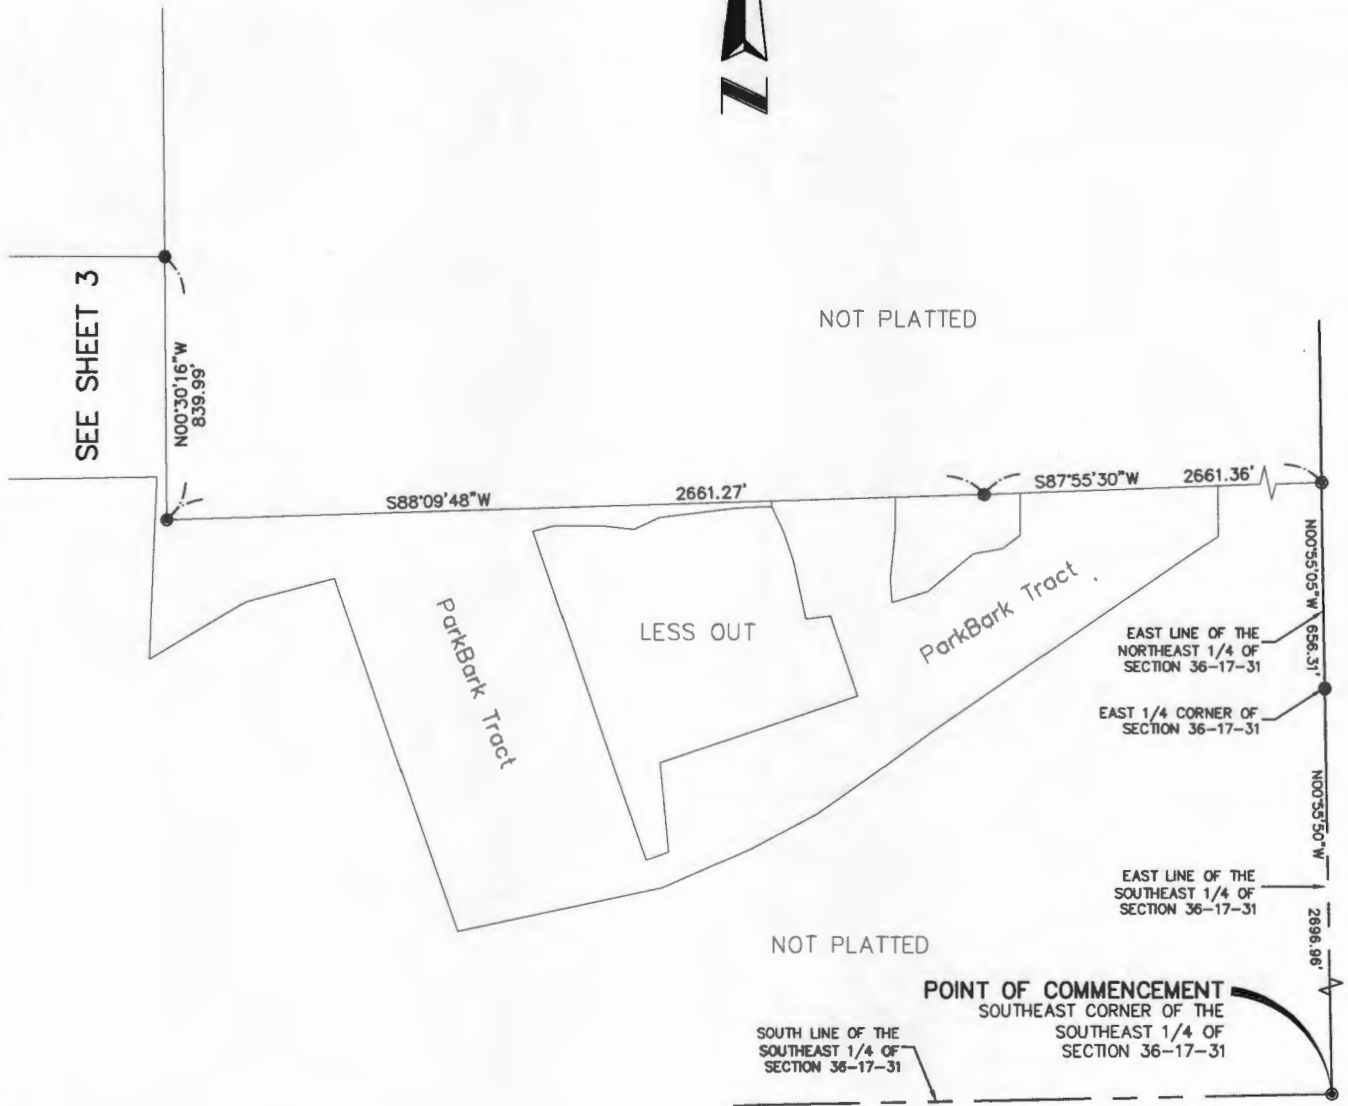 N
SEE SHEET 3
N00°30'16"W
839.99'
NOT PLATTED
S88°09'48"W
2661.27'
S87°55'30"W
2661.36'
N00°55'05"W
656.31'
ParkBark Tract
LESS OUT
ParkBark Tract
EAST LINE OF THE
NORTHEAST 1/4 OF
SECTION 36-17-31
EAST 1/4 CORNER OF
SECTION 36-17-31
N00°55'50"W
2696.96'
EAST LINE OF THE
SOUTHEAST 1/4 OF
SECTION 36-17-31
NOT PLATTED
POINT OF COMMENCEMENT
SOUTHEAST CORNER OF THE
SOUTHEAST 1/4 OF
SECTION 36-17-31
SOUTH LINE OF THE
SOUTHEAST 1/4 OF
SECTION 36-17-31